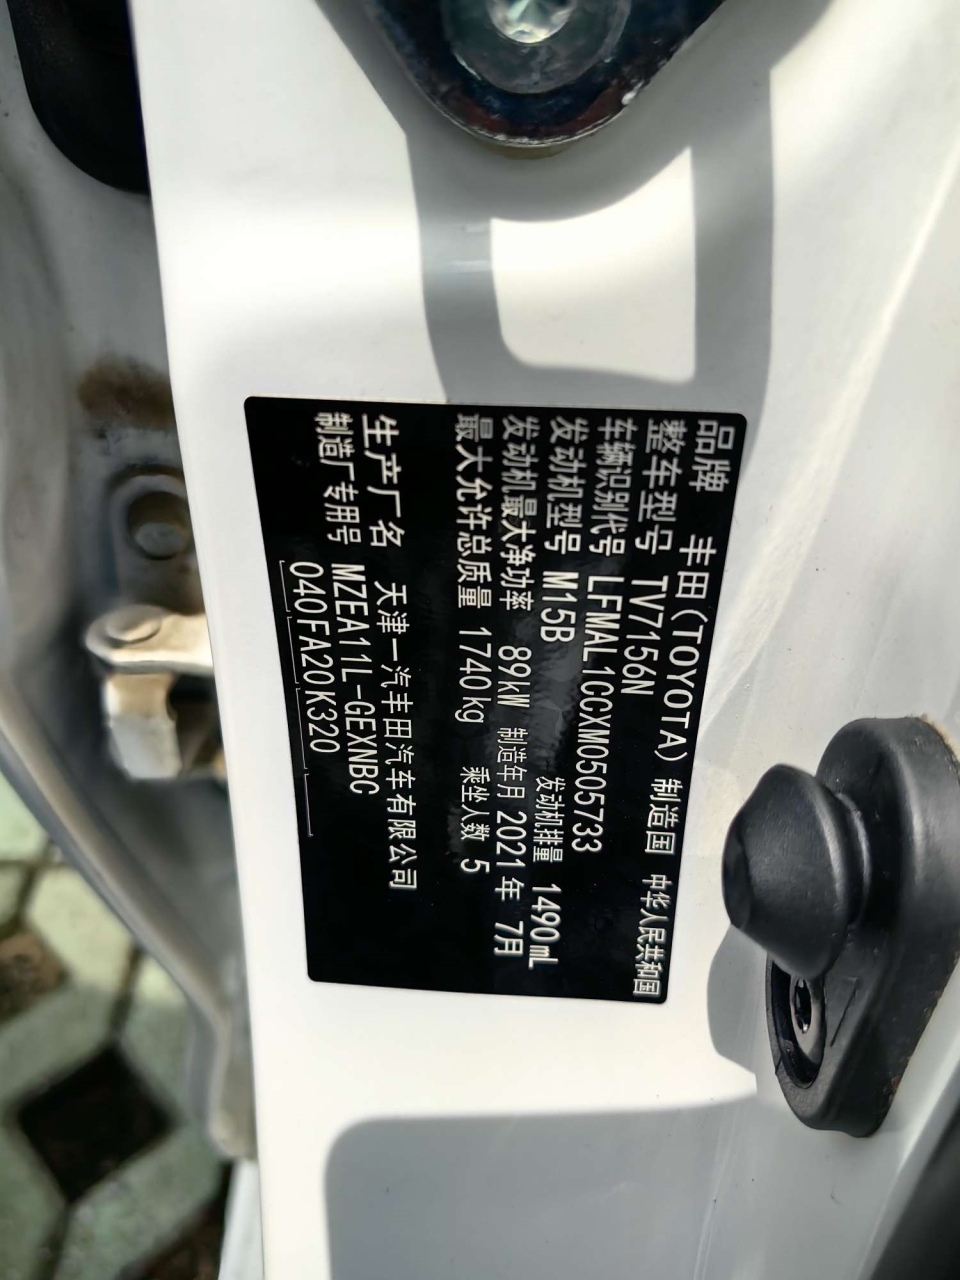 品牌 丰田(TOYOTA) 制造国 中华人民共和国
整车型号 TV7156N
车辆识别代号 LFMAL1CCXM0505733
发动机型号 M15B 发动机排量 1490mL
发动机最大净功率 89kW 制造年月 2021年 7月
最大允许总质量 1740kg 乘坐人数 5
生产厂名 天津一汽丰田汽车有限公司
制造厂专用号 MZEA11L-GEXNBC
040FA20K320